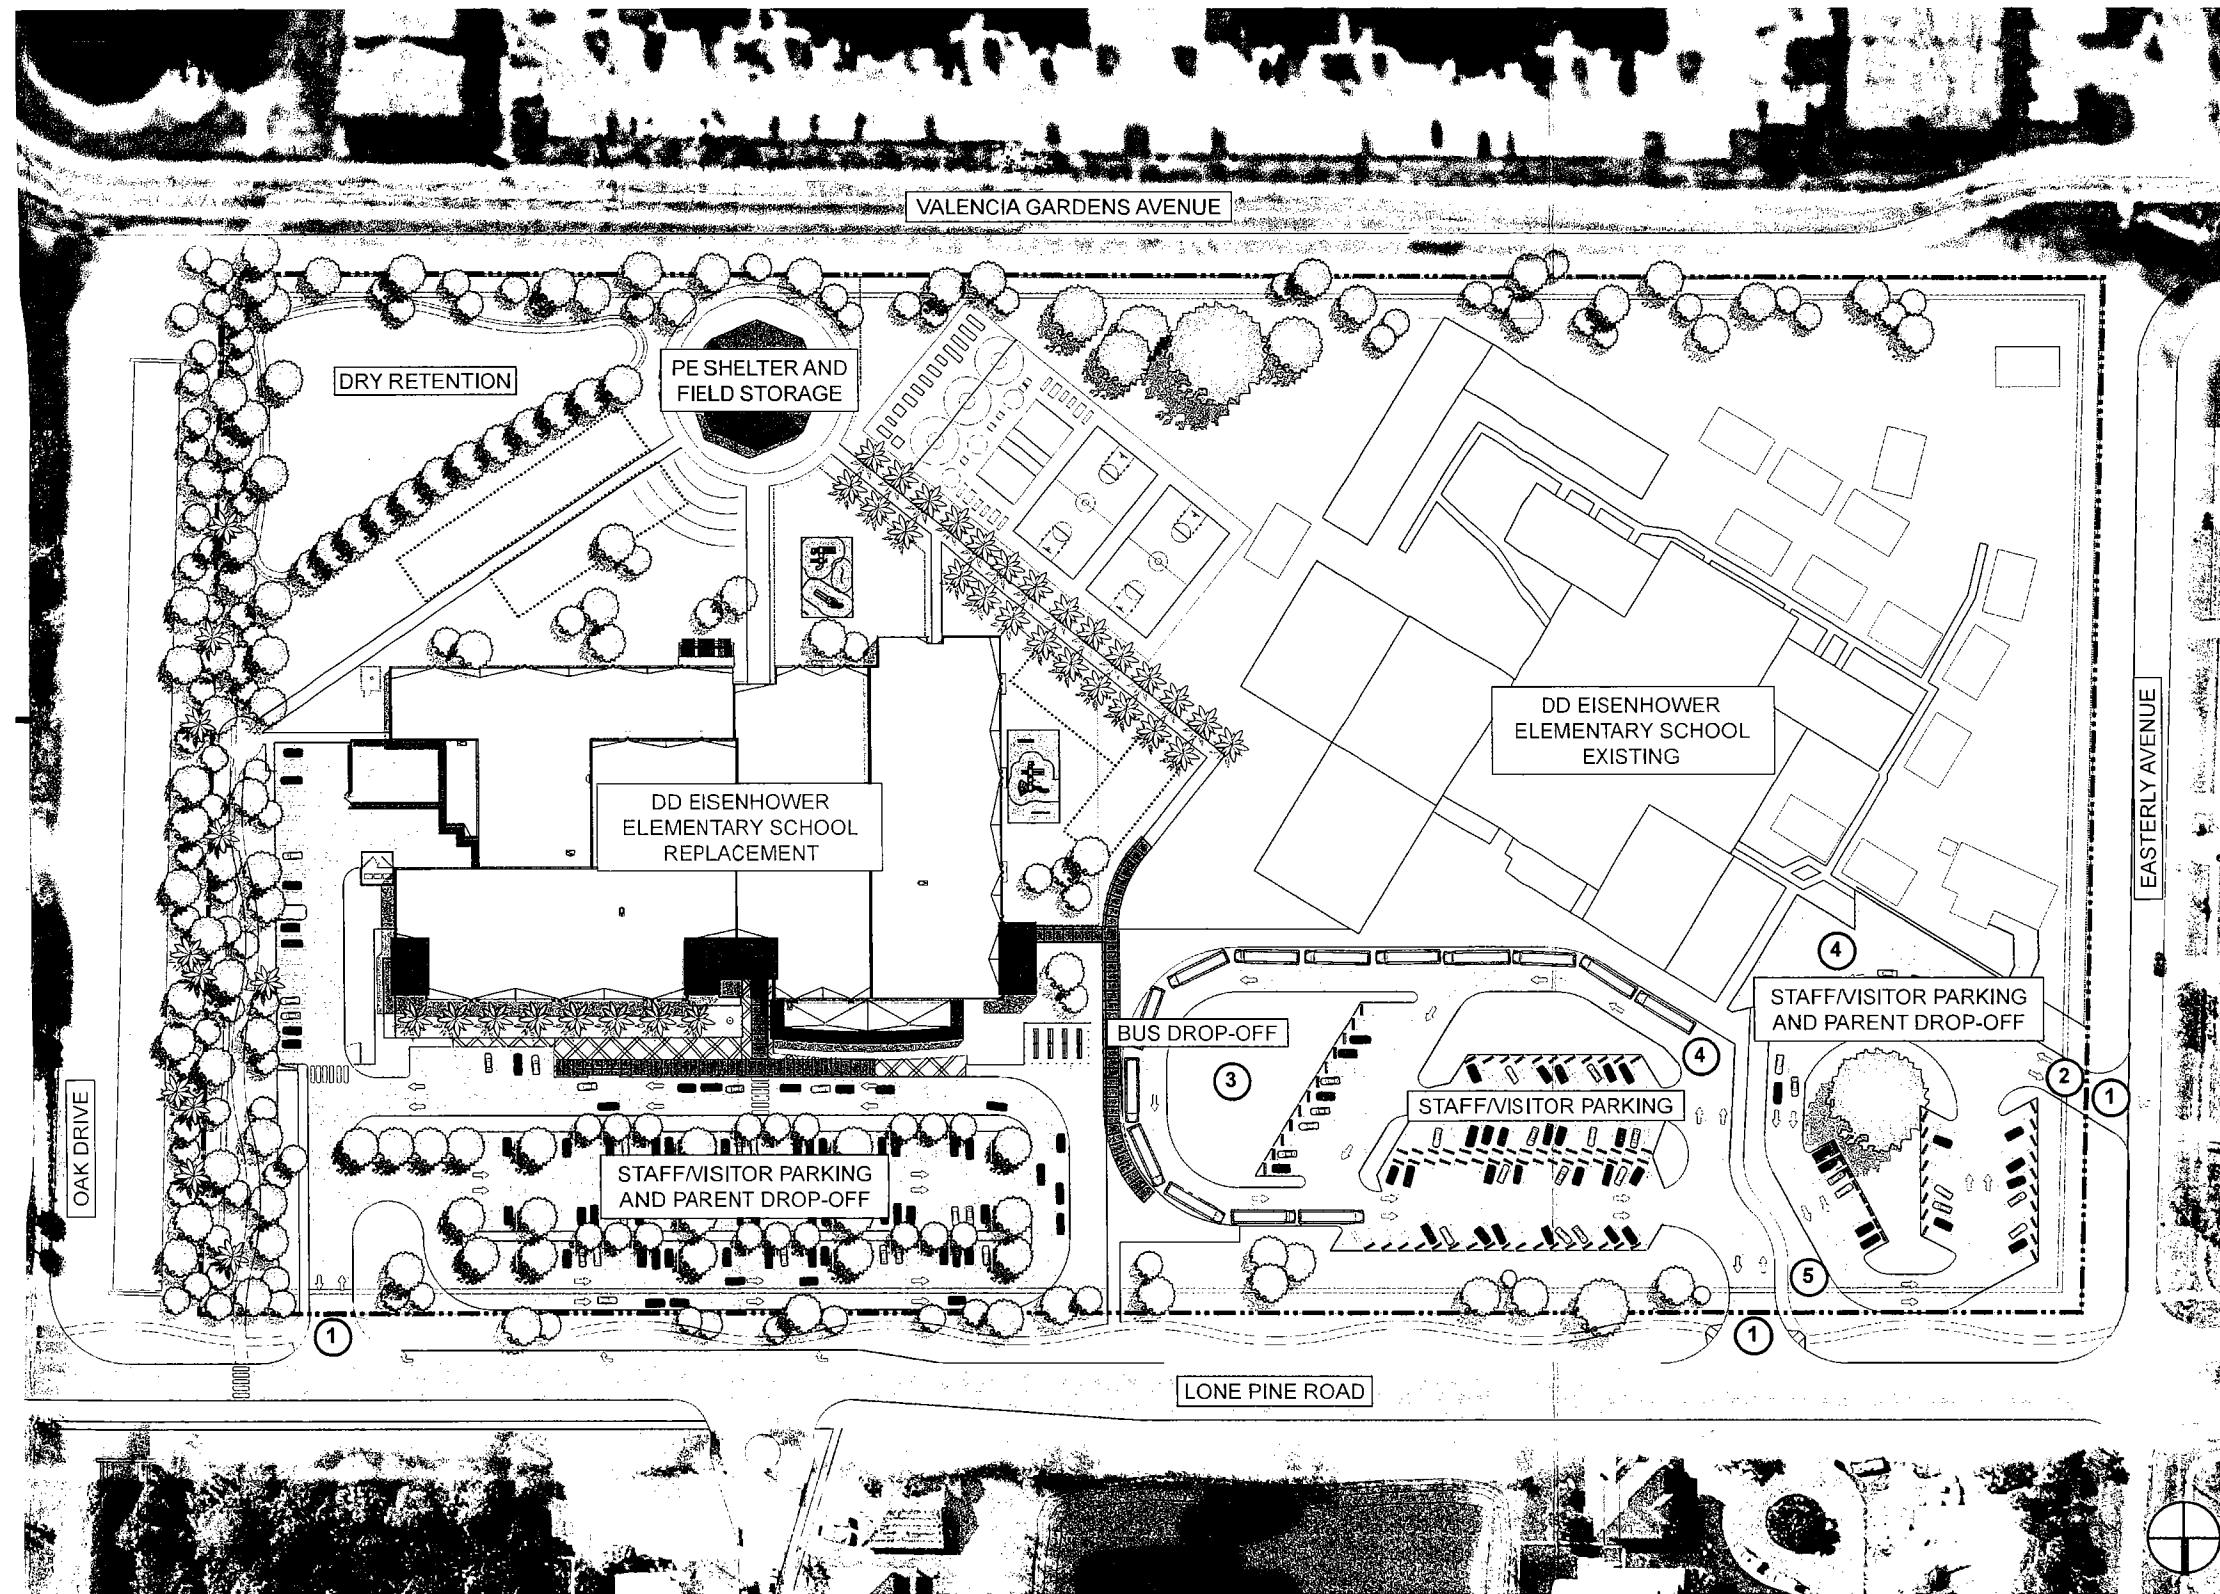 VALENCIA GARDENS AVENUE
DRY RETENTION
PE SHELTER AND
FIELD STORAGE
DD EISENHOWER
ELEMENTARY SCHOOL
EXISTING
EASTERLY AVENUE
DD EISENHOWER
ELEMENTARY SCHOOL
REPLACEMENT
4
STAFF/VISITOR PARKING
AND PARENT DROP-OFF
BUS DROP-OFF
4
3
2
1
STAFF/VISITOR PARKING
OAK DRIVE
STAFF/VISITOR PARKING
AND PARENT DROP-OFF
5
1
1
LONE PINE ROAD